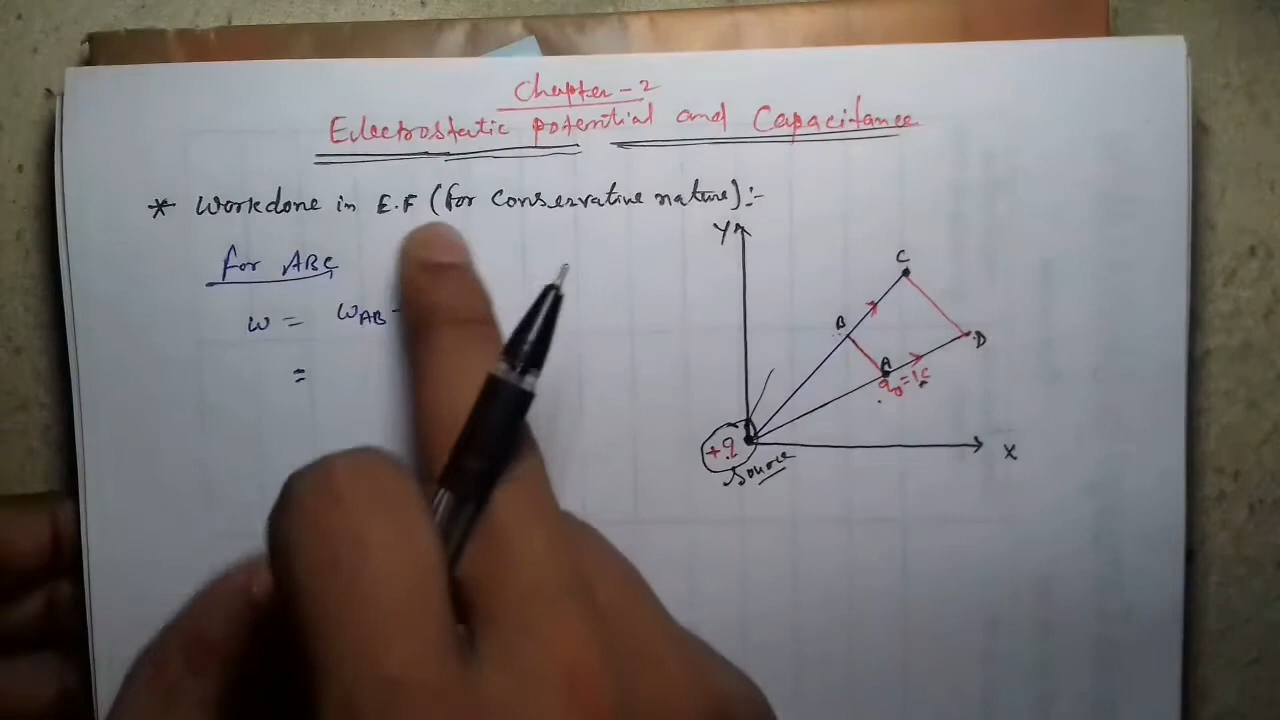 Chapter - 2
Electrostatic potential and Capacitance
* Workdone in E.F (for conservative nature):-
for ABC
W = WAB -
=
Y
C
B
D
A
q0 = 1C
+Q
Source
X